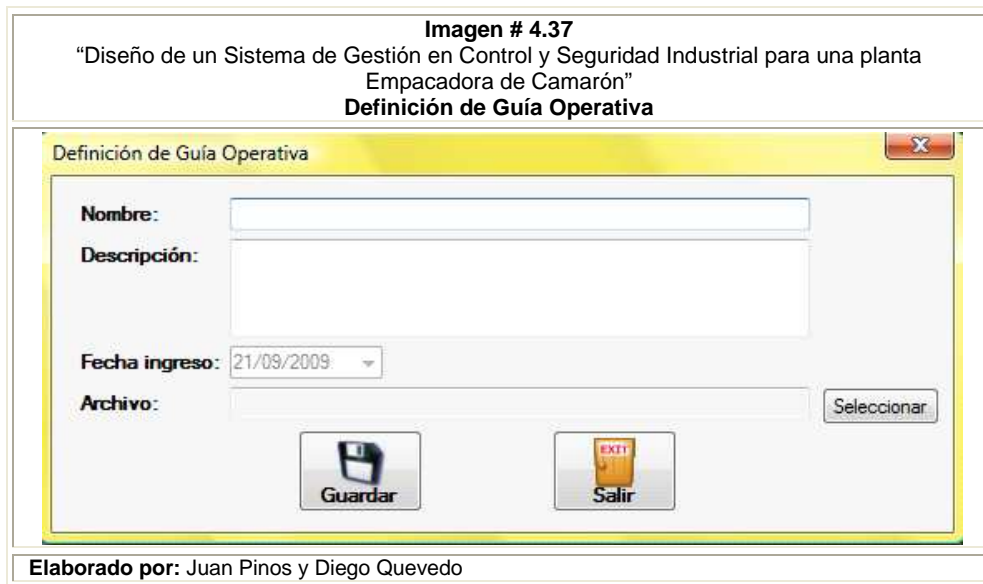 Imagen # 4.37
“Diseño de un Sistema de Gestión en Control y Seguridad Industrial para una planta
Empacadora de Camarón”
Definición de Guía Operativa
Definición de Guía Operativa
Nombre:
Descripción:
Fecha ingreso: 21/09/2009
Archivo:
Seleccionar
EXIT
Guardar
Salir
Elaborado por: Juan Pinos y Diego Quevedo